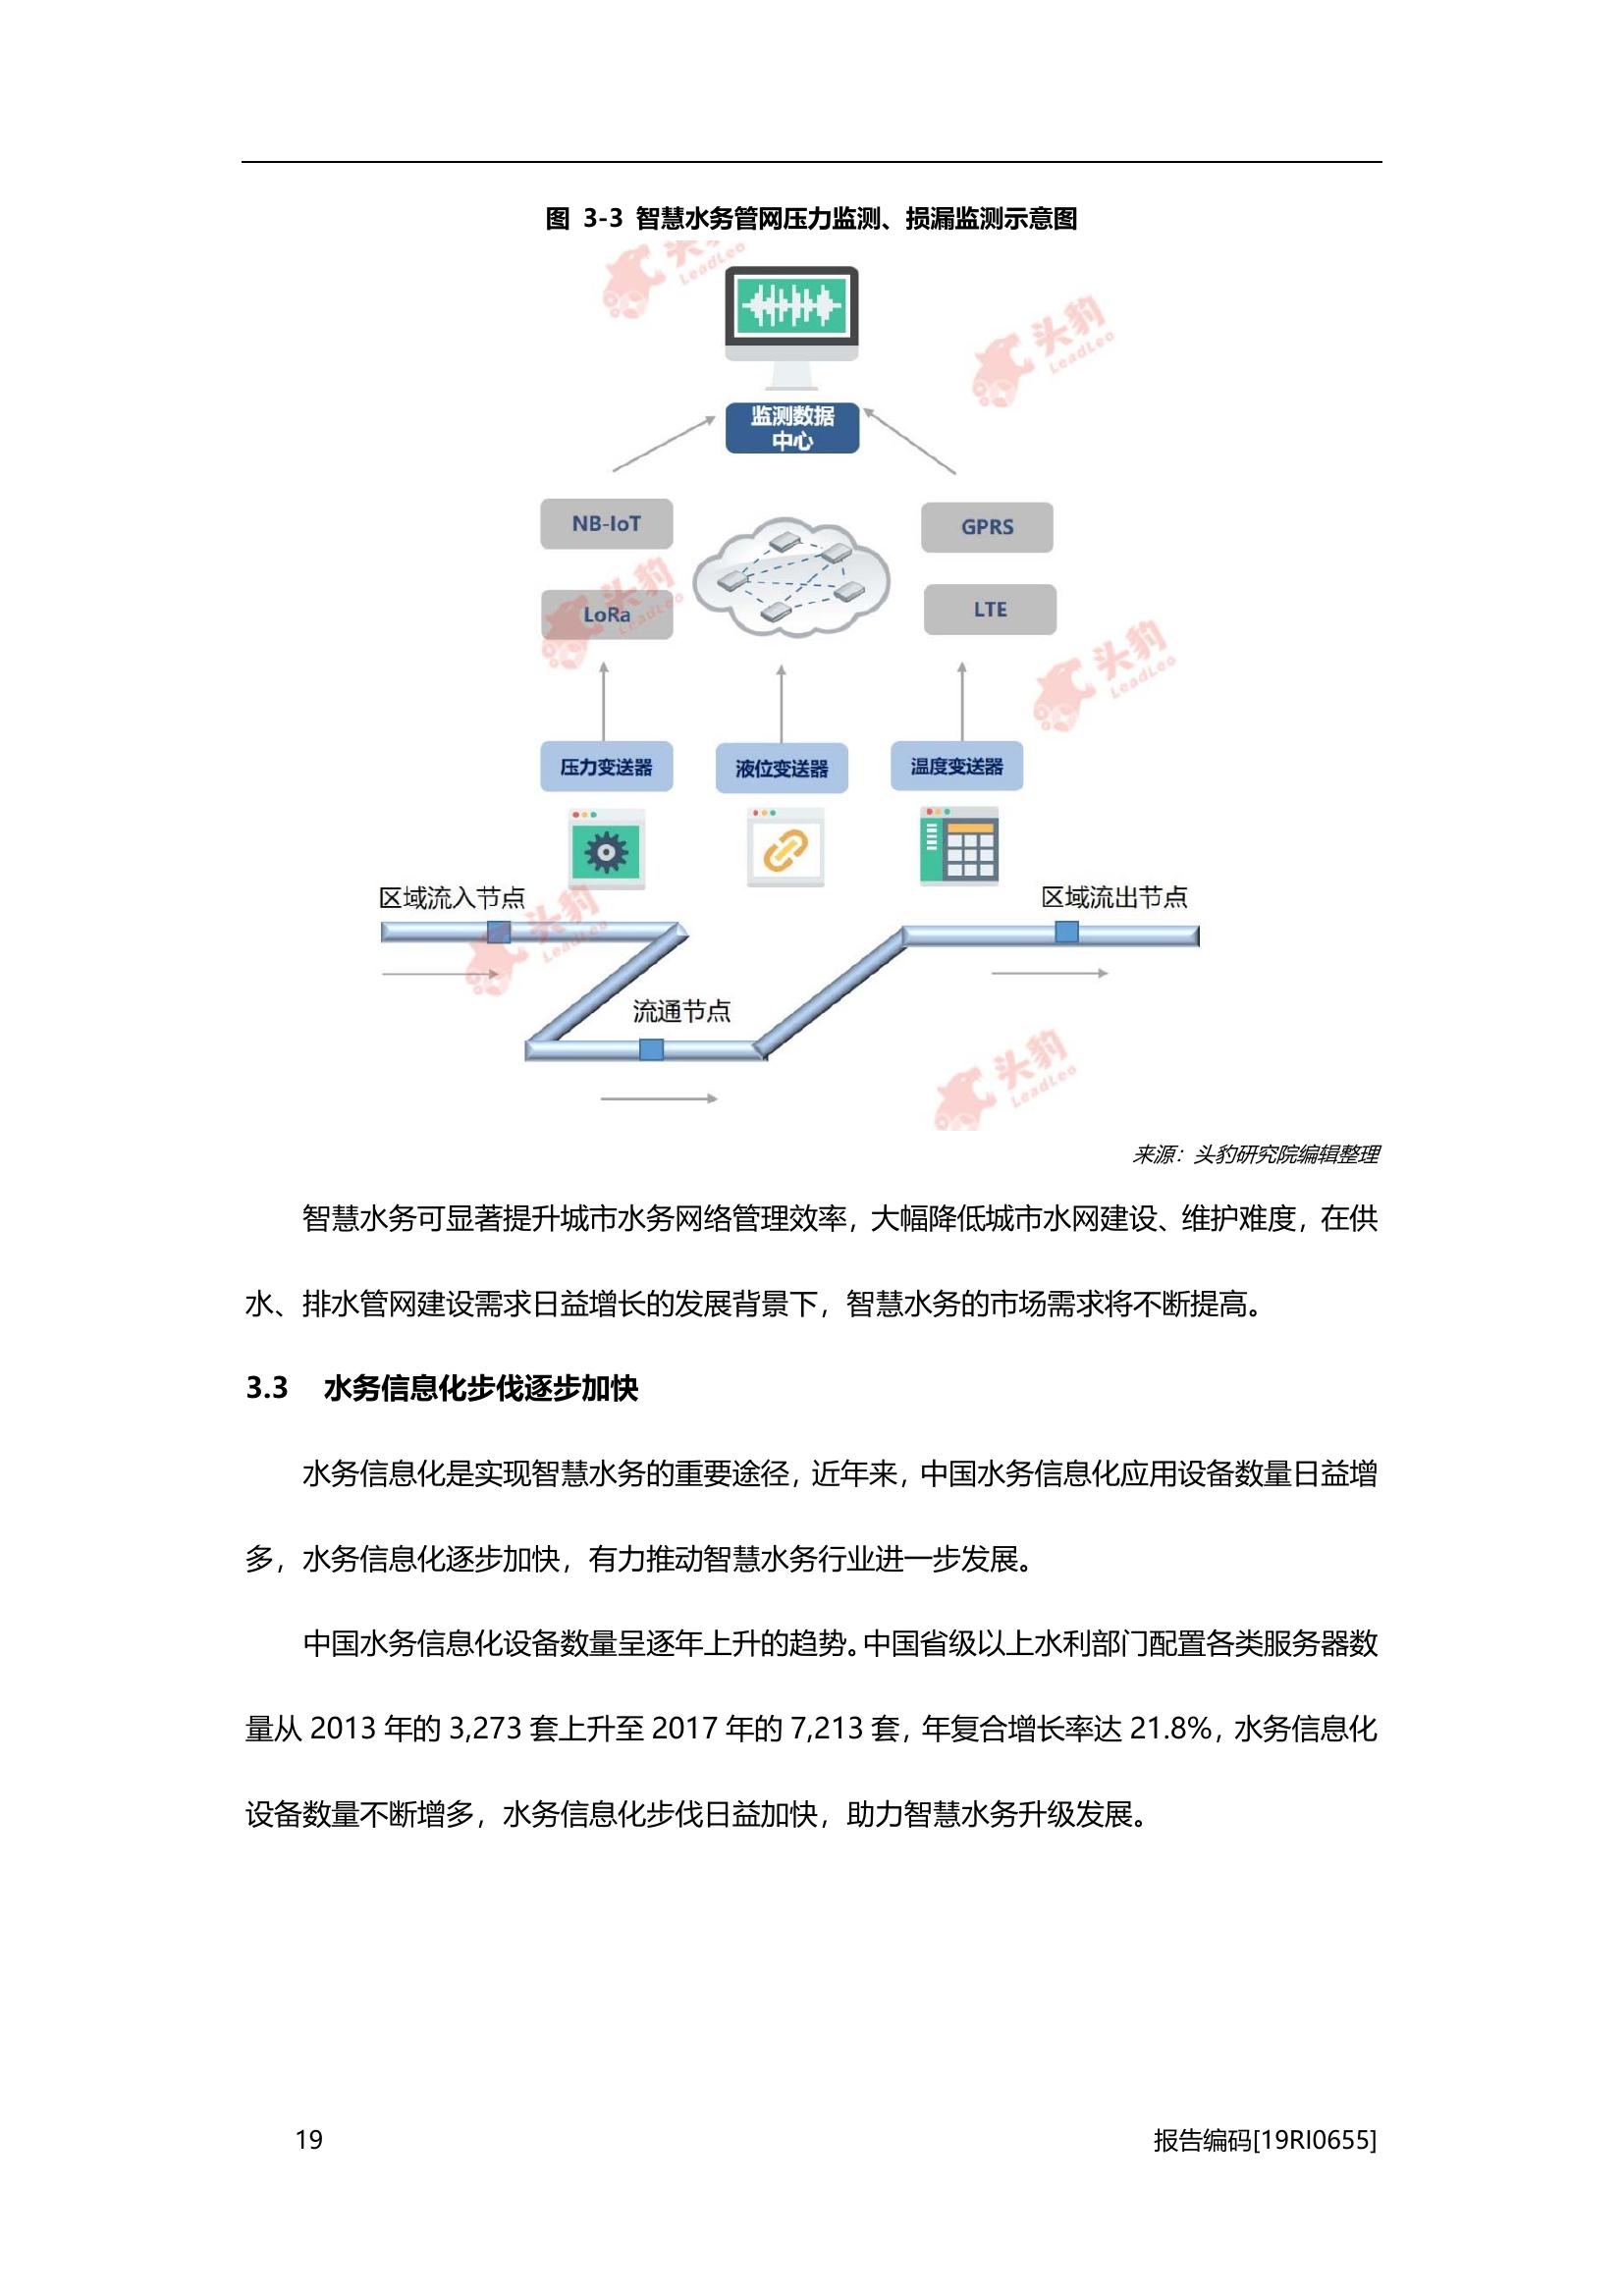 图 3-3 智慧水务管网压力监测、损漏监测示意图
头豹
LeadLeo
头豹
LeadLeo
监测数据
中心
NB-IoT
GPRS
LoRa
LTE
头豹
LeadLeo
头豹
LeadLeo
压力变送器
液位变送器
温度变送器
区域流入节点
区域流出节点
头豹
LeadLeo
流通节点
头豹
LeadLeo
来源：头豹研究院编辑整理
智慧水务可显著提升城市水务网络管理效率，大幅降低城市水网建设、维护难度，在供
水、排水管网建设需求日益增长的发展背景下，智慧水务的市场需求将不断提高。
3.3 水务信息化步伐逐步加快
水务信息化是实现智慧水务的重要途径，近年来，中国水务信息化应用设备数量日益增
多，水务信息化逐步加快，有力推动智慧水务行业进一步发展。
中国水务信息化设备数量呈逐年上升的趋势。中国省级以上水利部门配置各类服务器数
量从 2013 年的 3,273 套上升至 2017 年的 7,213 套，年复合增长率达 21.8%，水务信息化
设备数量不断增多，水务信息化步伐日益加快，助力智慧水务升级发展。
19
报告编码[19RI0655]